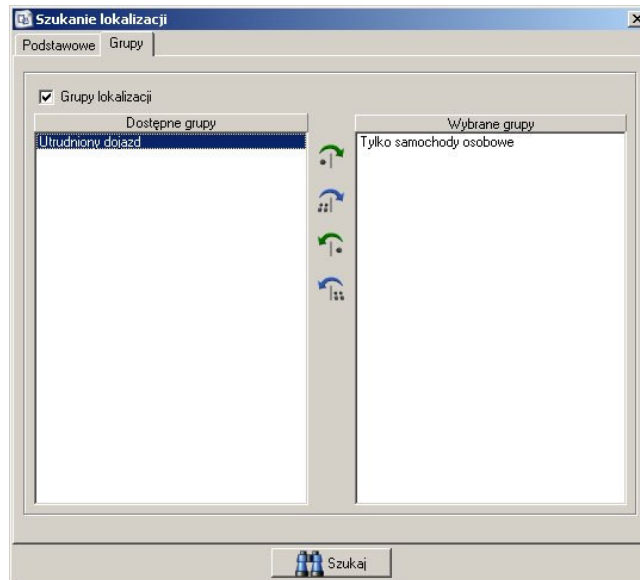 Szukanie lokalizacji
Podstawowe Grupy
Grupy lokalizacji
Dostępne grupy
Utrudniony dojazd
Wybrane grupy
Tylko samochody osobowe
Szukaj